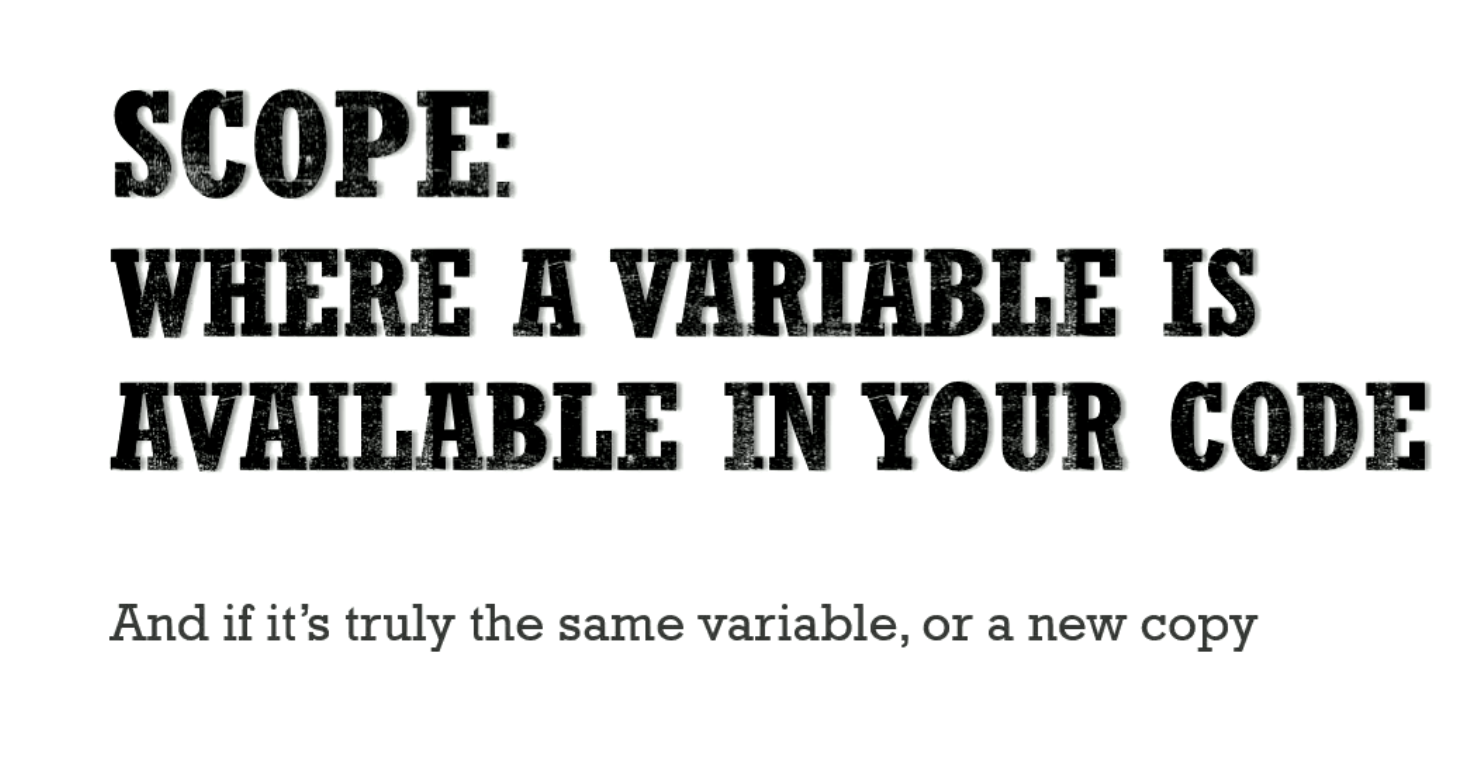 SCOPE:
WHERE A VARIABLE IS
AVAILABLE IN YOUR CODE
And if it’s truly the same variable, or a new copy